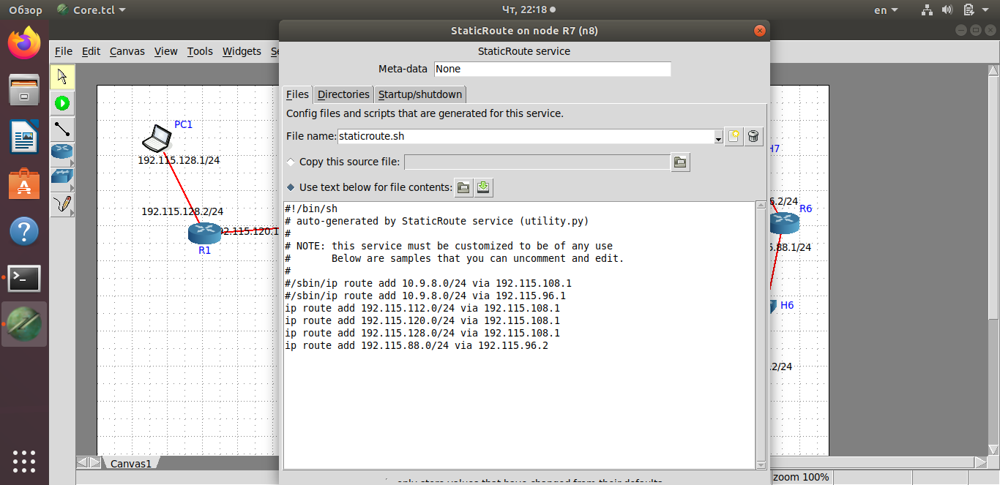 Обзор Core.tcl Чт, 22:18 en
StaticRoute on node R7 (n8)
File Edit Canvas View Tools Widgets Se
StaticRoute service
Meta-data None
Files Directories Startup/shutdown
Config files and scripts that are generated for this service.
File name: staticroute.sh
Copy this source file:
Use text below for file contents:
#!/bin/sh
# auto-generated by StaticRoute service (utility.py)
#
# NOTE: this service must be customized to be of any use
#       Below are samples that you can uncomment and edit.
#
#/sbin/ip route add 10.9.8.0/24 via 192.115.108.1
#/sbin/ip route add 10.9.8.0/24 via 192.115.96.1
ip route add 192.115.112.0/24 via 192.115.108.1
ip route add 192.115.120.0/24 via 192.115.108.1
ip route add 192.115.128.0/24 via 192.115.108.1
ip route add 192.115.88.0/24 via 192.115.96.2
only store values that have changed from their defaults
PC1
192.115.128.1/24
192.115.128.2/24
92.115.120.1
R1
H7
6.2/24
R6
5.88.1/24
H6
.2/24
Canvas1
zoom 100%